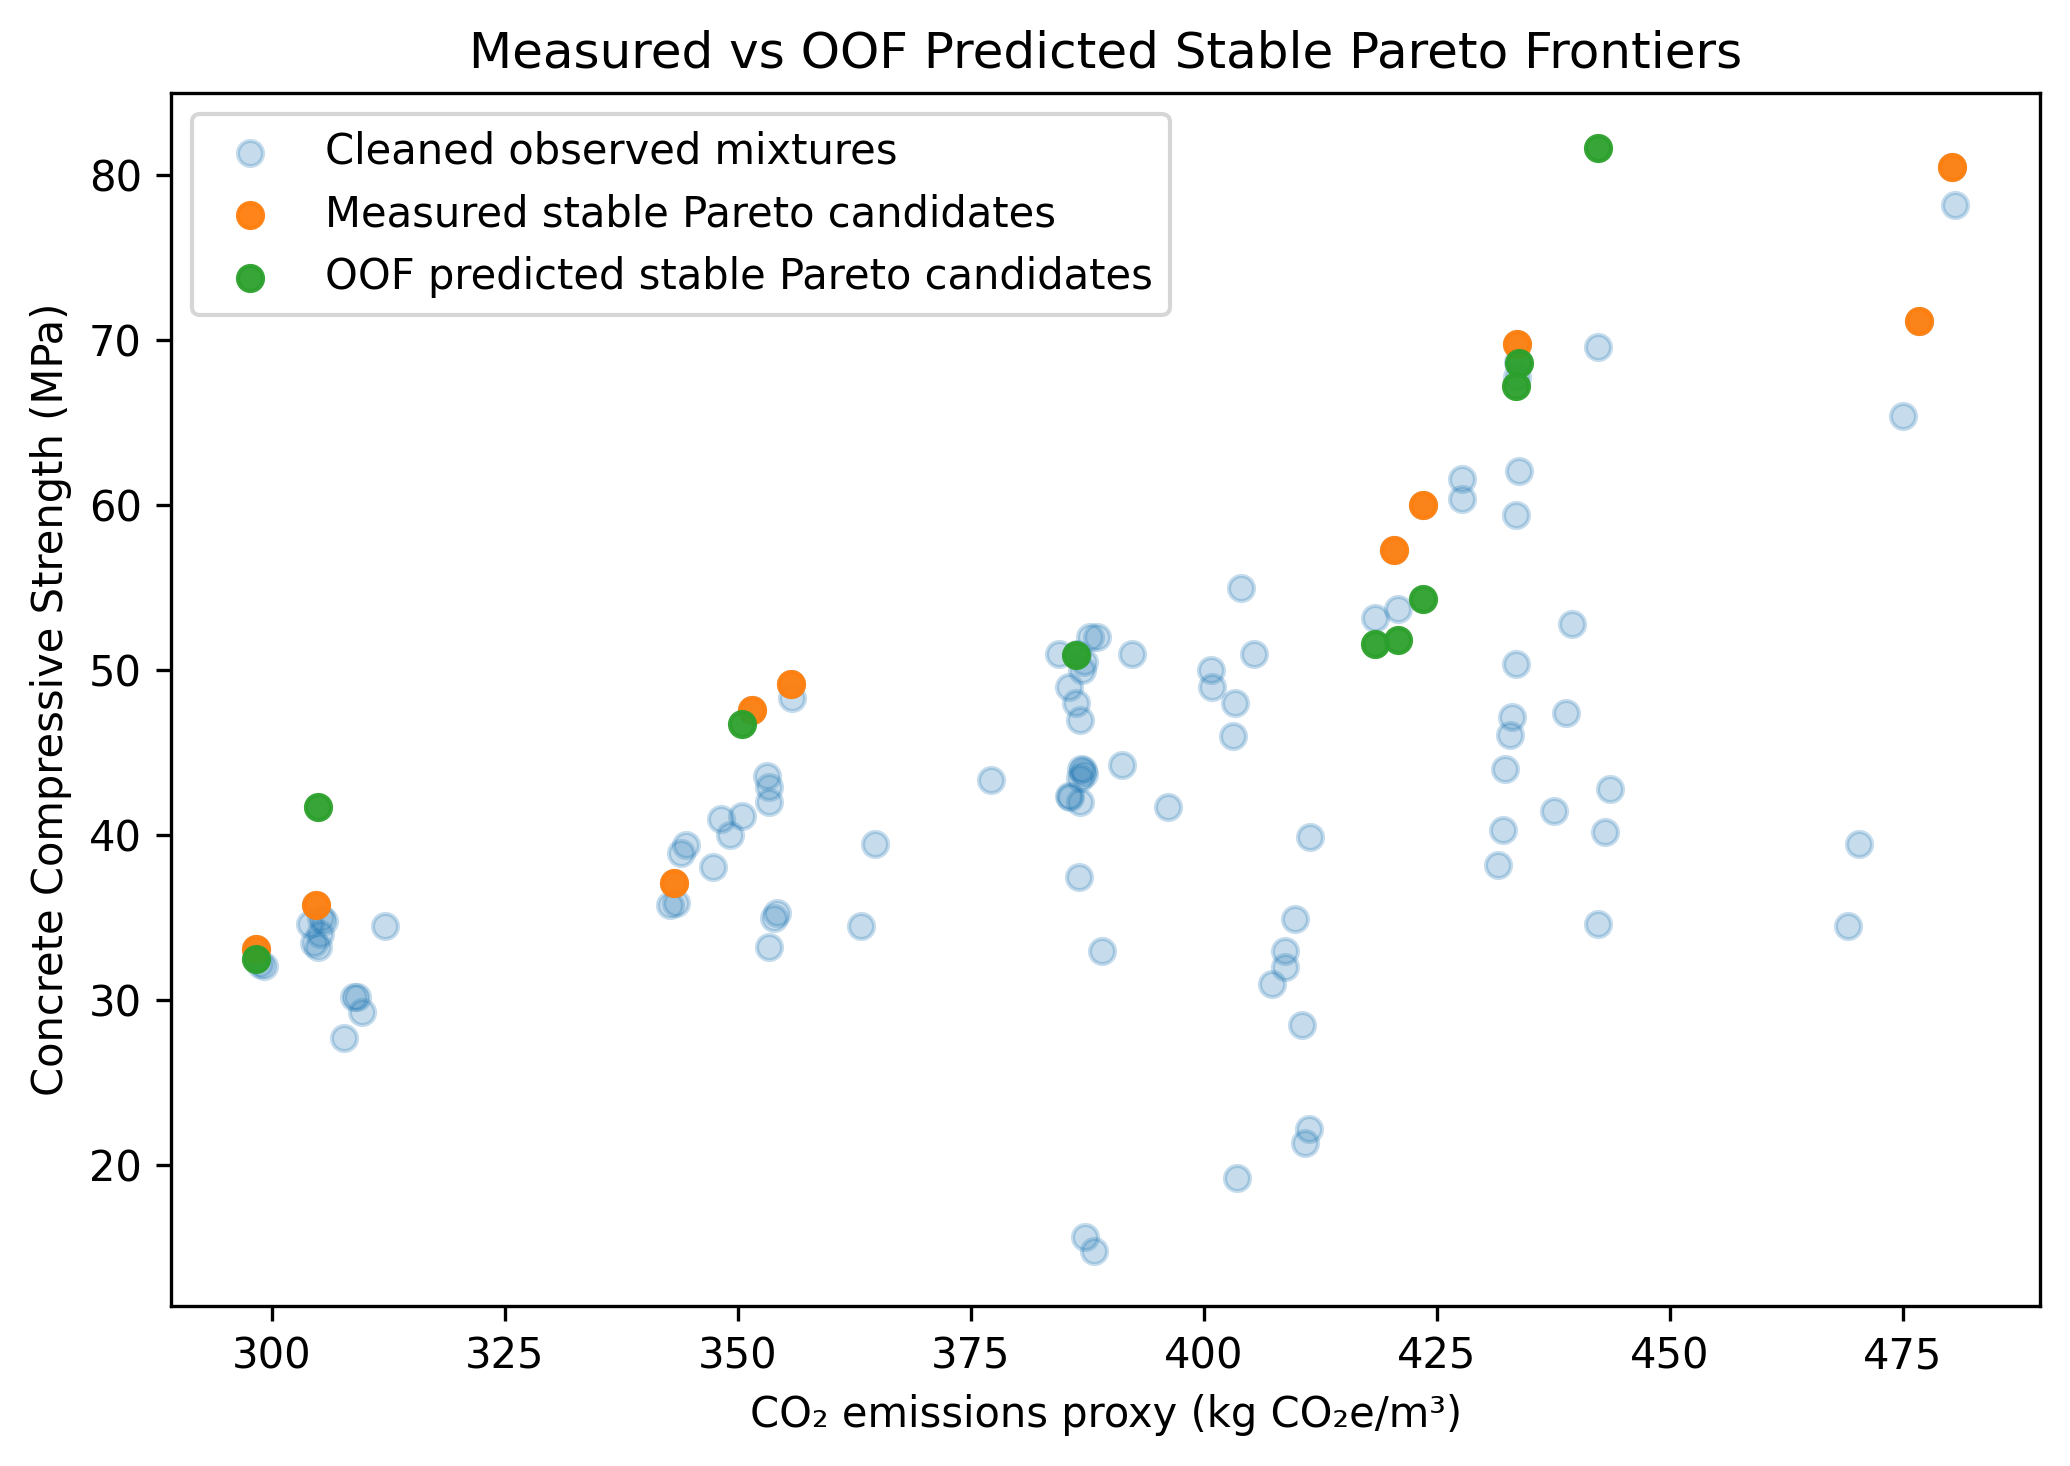 Measured vs OOF Predicted Stable Pareto Frontiers
Cleaned observed mixtures
Measured stable Pareto candidates
OOF predicted stable Pareto candidates
Concrete Compressive Strength (MPa)
80
70
60
50
40
30
20
300 325 350 375 400 425 450 475
CO₂ emissions proxy (kg CO₂e/m³)